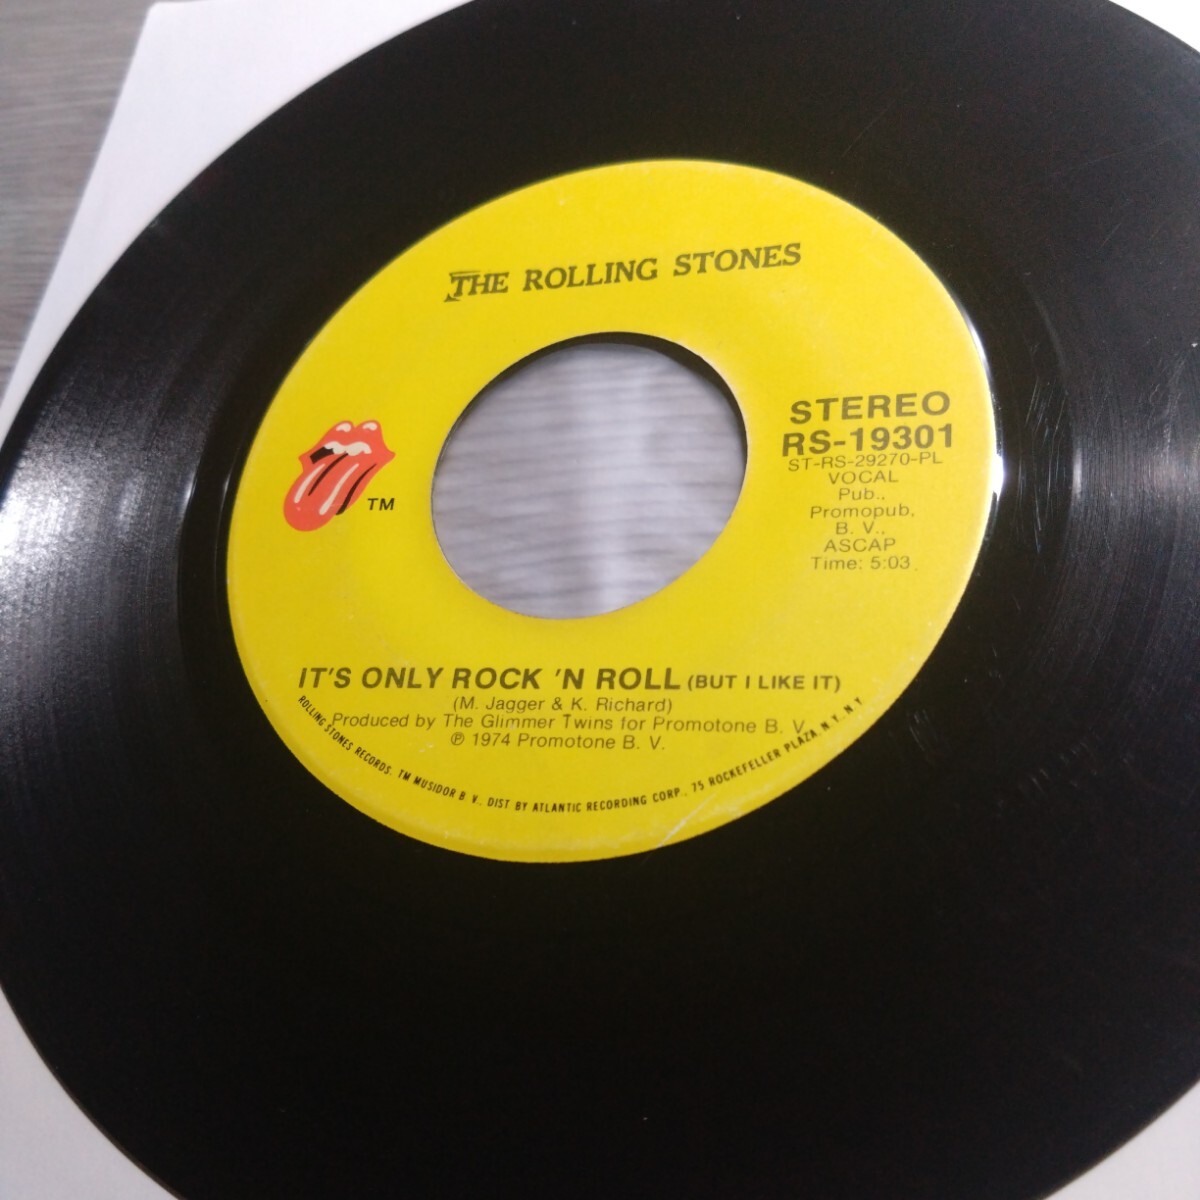 THE ROLLING STONES
TM
STEREO
RS-19301
ST-RS-29270-PL
VOCAL
Pub.,
Promopub,
B. V.,
ASCAP
Time: 5:03
IT'S ONLY ROCK 'N ROLL (BUT I LIKE IT)
(M. Jagger & K. Richard)
Produced by The Glimmer Twins for Promotone B. V.
℗ 1974 Promotone B. V.
ROLLING STONES RECORDS, TM MUSIDOR B. V., DIST BY ATLANTIC RECORDING CORP., 75 ROCKEFELLER PLAZA, N.Y. N.Y